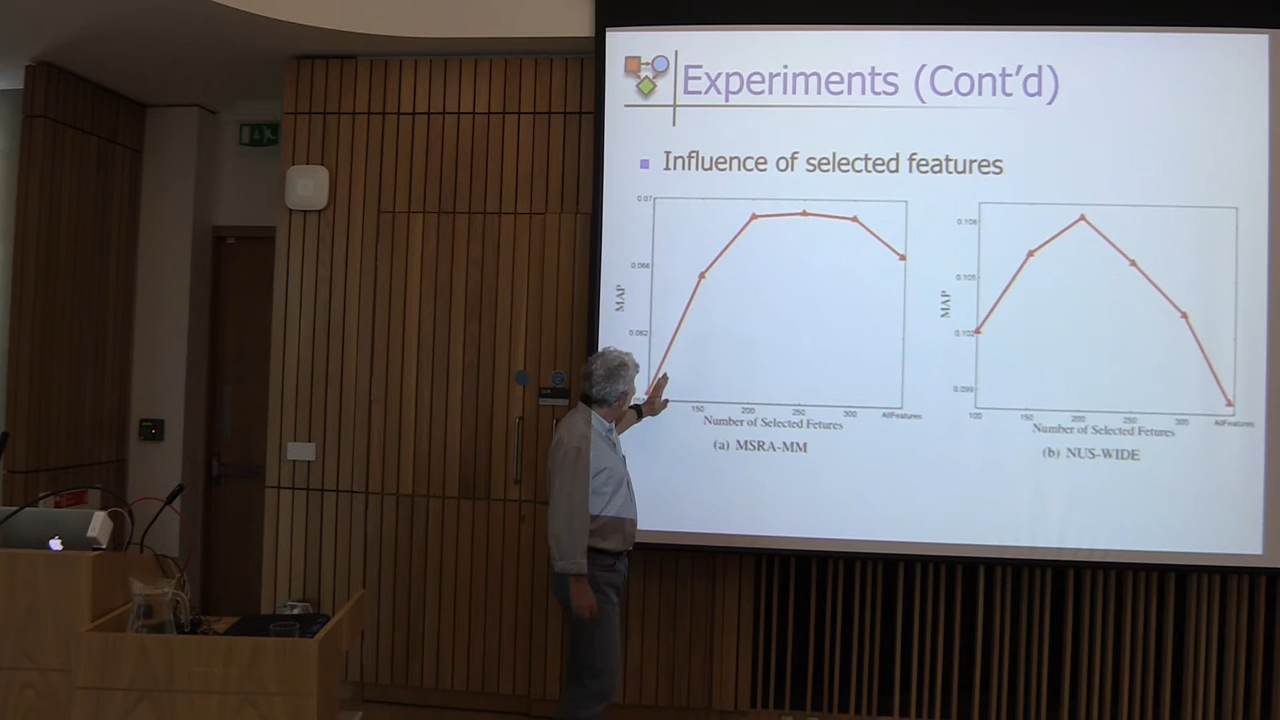 Experiments (Cont'd)
Influence of selected features
0.07
0.066
0.062
MAP
150 200 250 300 AllFeatures
Number of Selected Fetures
(a) MSRA-MM
0.108
0.105
0.102
0.099
MAP
100 150 200 250 300 AllFeatures
Number of Selected Fetures
(b) NUS-WIDE